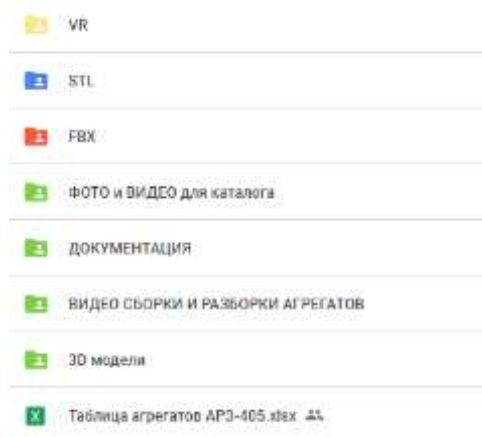 VR
STL
FBX
ФОТО и ВИДЕО для каталога
ДОКУМЕНТАЦИЯ
ВИДЕО СБОРКИ И РАЗБОРКИ АГРЕГАТОВ
3D модели
Таблица агрегатов АРЗ-405.xlsx